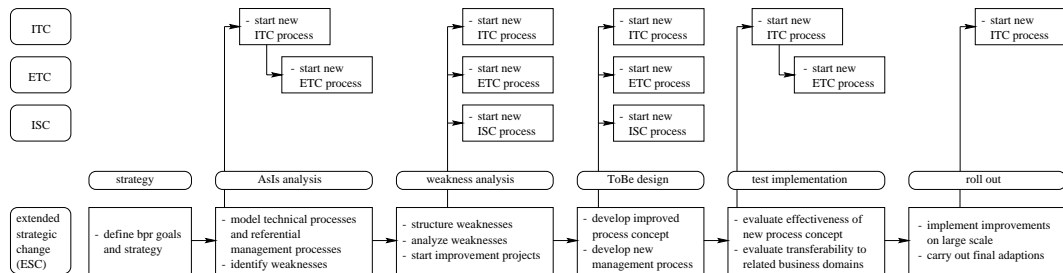 ITC
- start new
ITC process
- start new
ITC process
- start new
ITC process
- start new
ITC process
- start new
ITC process
ETC
- start new
ETC process
- start new
ETC process
- start new
ETC process
- start new
ETC process
ISC
- start new
ISC process
- start new
ISC process
strategy
AsIs analysis
weakness analysis
ToBe design
test implementation
roll out
extended
strategic
change
(ESC)
- define bpr goals
and strategy
- model technical processes
and referential
management processes
- identify weaknesses
- structure weaknesses
- analyze weaknesses
- start improvement projects
- develop improved
process concept
- develop new
management process
- evaluate effectiveness of
new process concept
- evaluate transferability to
related business domains
- implement improvements
on large scale
- carry out final adaptions